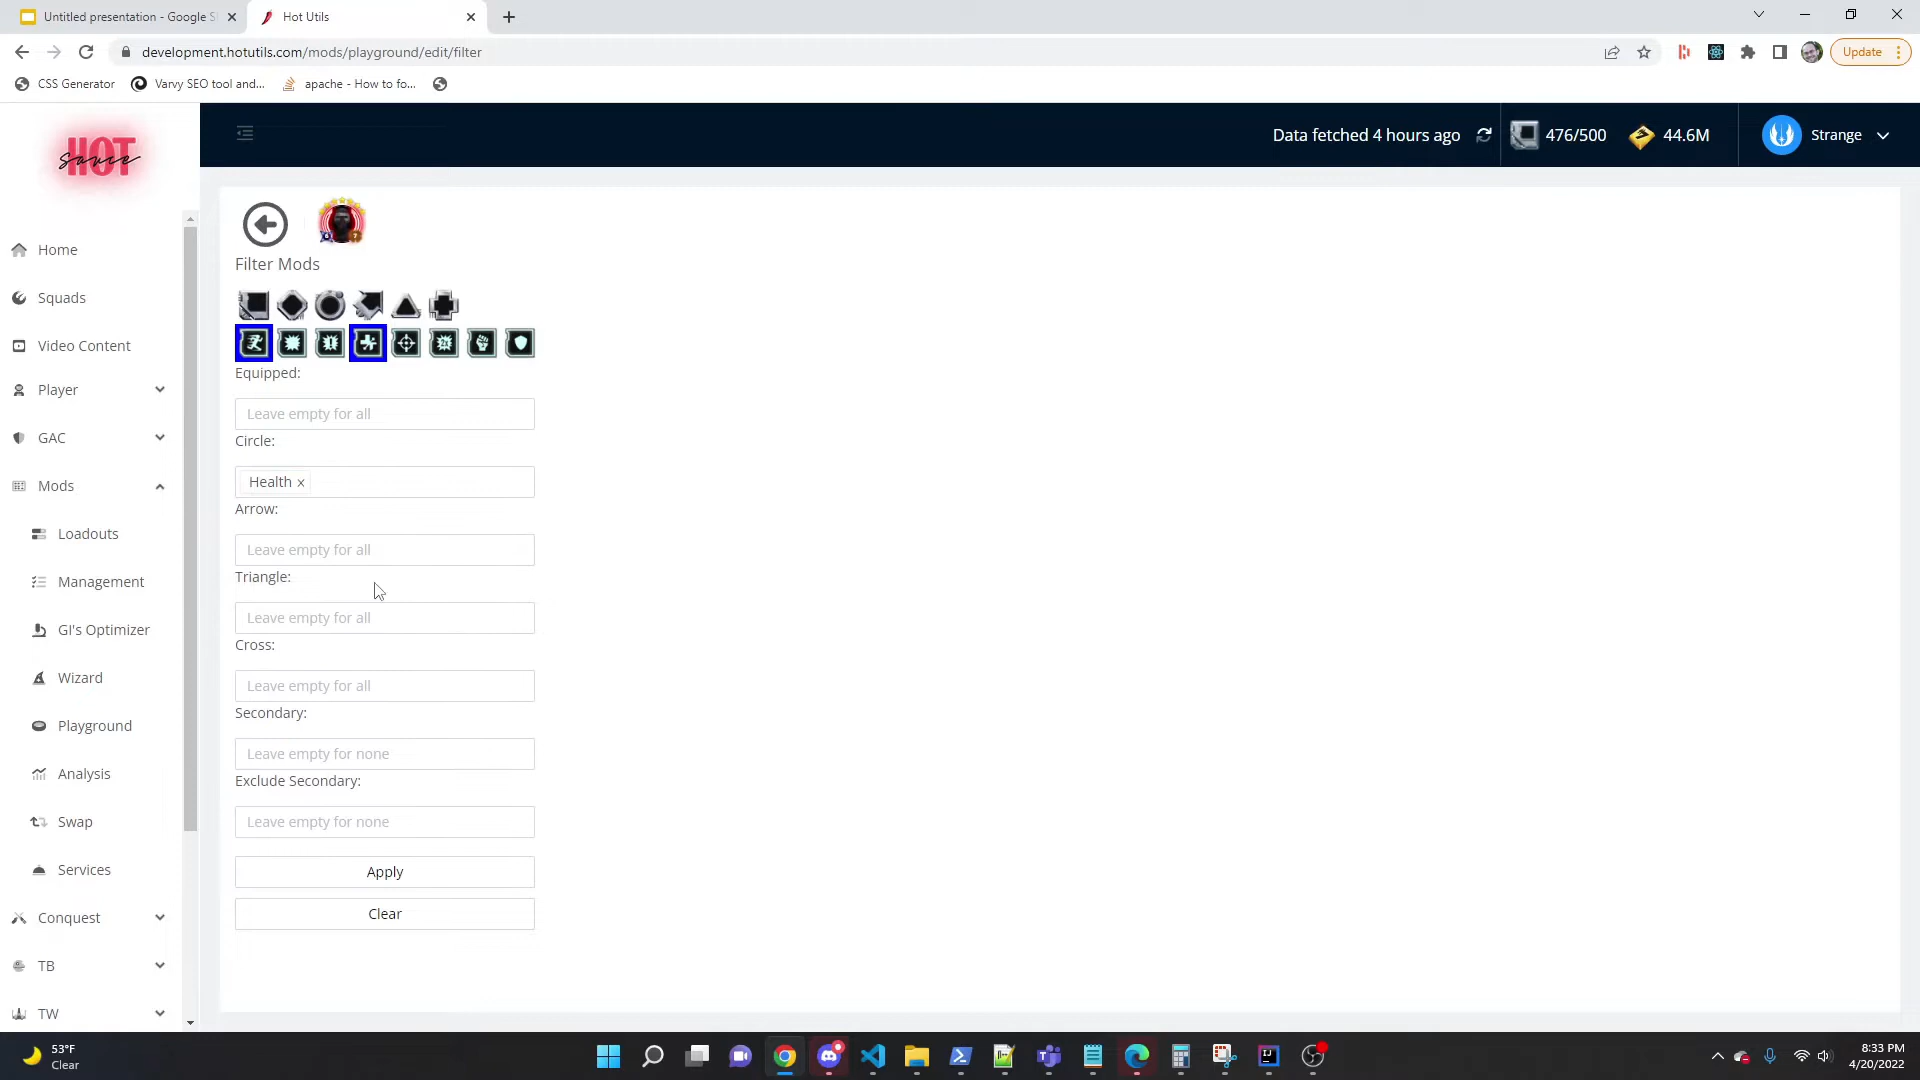 Untitled presentation - Google Sl
Hot Utils
development.hotutils.com/mods/playground/edit/filter
Update
CSS Generator
Varvy SEO tool and...
apache - How to fo...
HOT
sauce
Data fetched 4 hours ago
476/500
44.6M
Strange
Home
Squads
Video Content
Player
GAC
Mods
Loadouts
Management
GI's Optimizer
Wizard
Playground
Analysis
Swap
Services
Conquest
TB
TW
Filter Mods
Equipped:
Leave empty for all
Circle:
Health x
Arrow:
Leave empty for all
Triangle:
Leave empty for all
Cross:
Leave empty for all
Secondary:
Leave empty for none
Exclude Secondary:
Leave empty for none
Apply
Clear
53°F
Clear
8:33 PM
4/20/2022